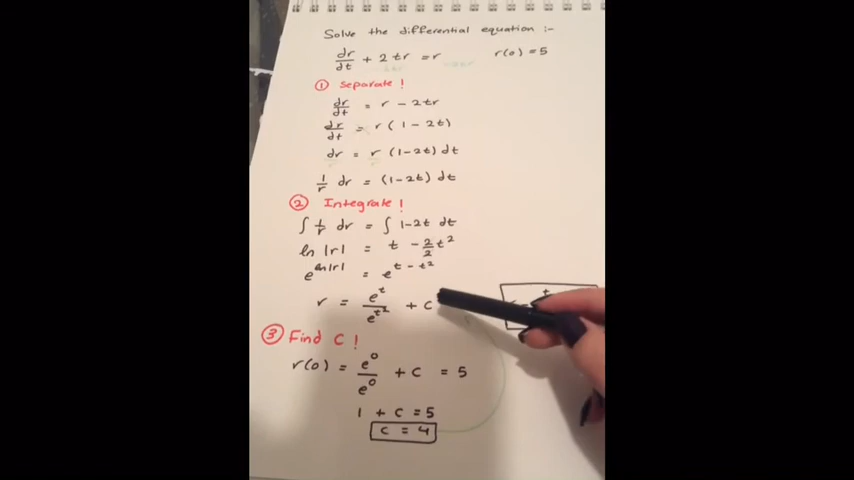 Solve the differential equation :-
dr/dt + 2tr = r r(0) = 5
① Separate !
dr/dt = r - 2tr
dr/dt = r (1 - 2t)
dr = r (1-2t) dt
1/r dr = (1-2t) dt
② Integrate !
∫ 1/r dr = ∫ 1-2t dt
ln |r| = t - 2/2 t²
e^ln|r| = e^t - t²
r = e^t/e^t² + C
③ Find C !
r(0) = e^0/e^0 + C = 5
1 + C = 5
C = 4